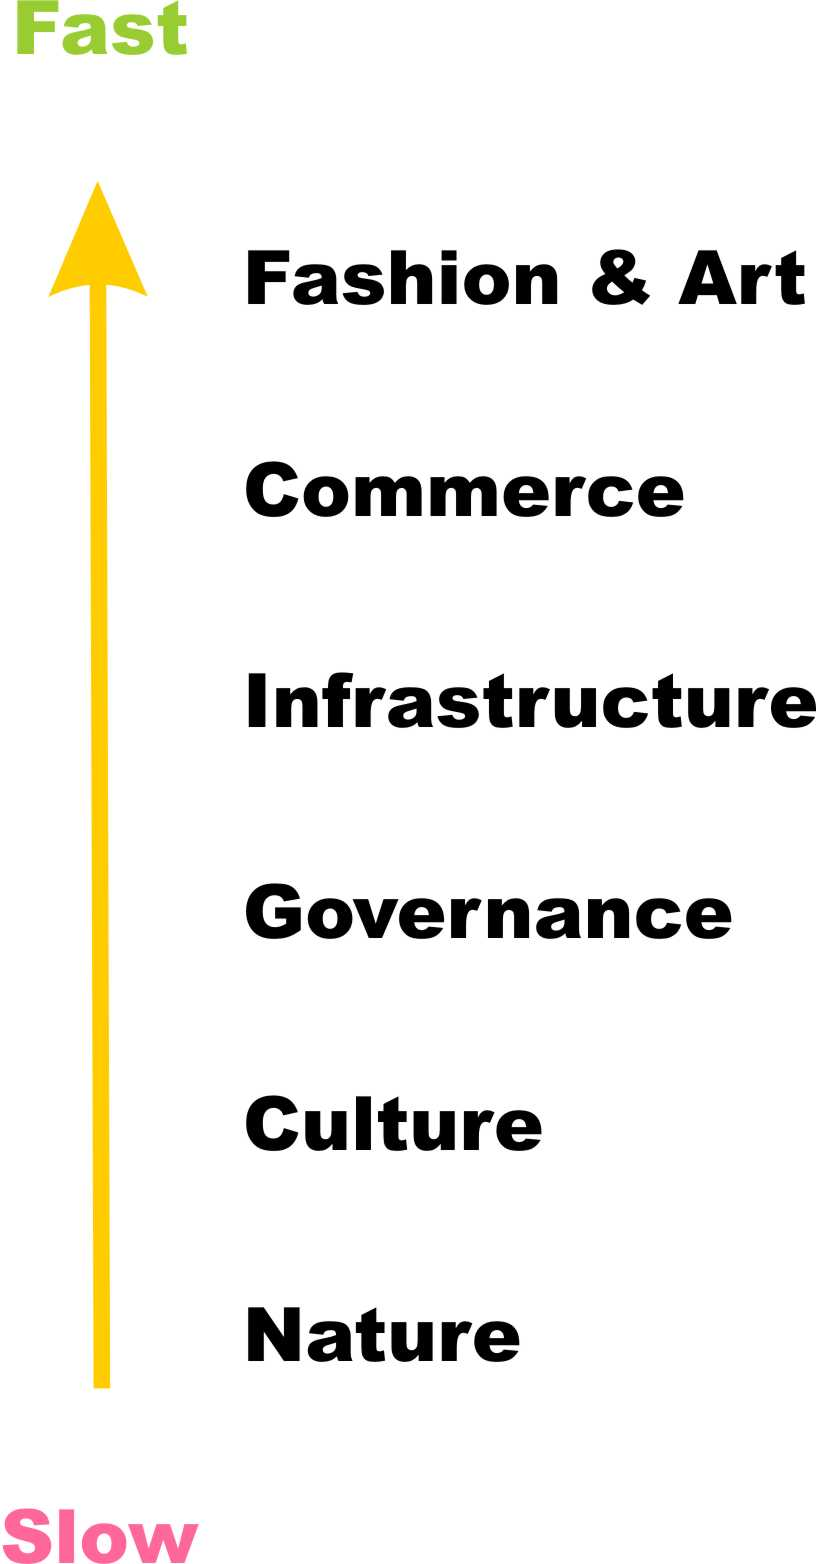 Fast
Fashion & Art
Commerce
Infrastructure
Governance
Culture
Nature
Slow